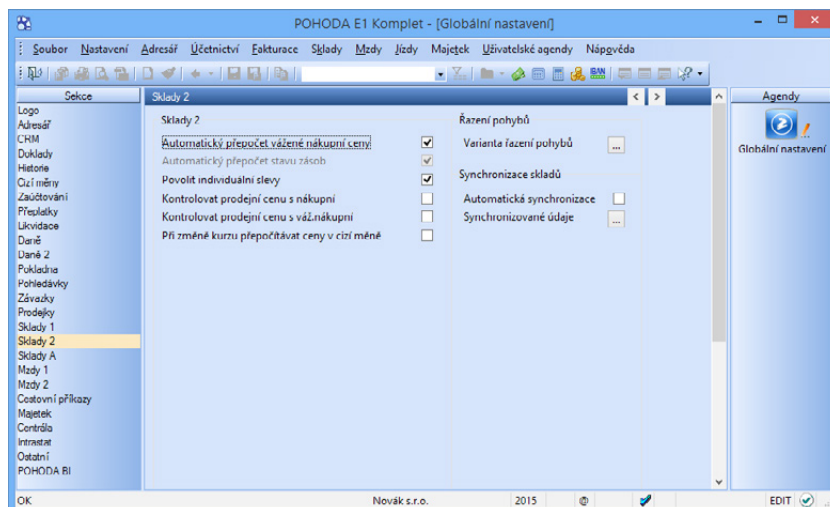 POHODA E1 Komplet - [Globální nastavení]
Soubor Nastavení Adresář Účetnictví Fakturace Sklady Mzdy Jízdy Majetek Uživatelské agendy Nápověda
IBAN
Sekce
Logo
Adresář
CRM
Doklady
Historie
Cizí měny
Zaúčtování
Přeplatky
Likvidace
Daně
Daně 2
Pokladna
Pohledávky
Závazky
Prodejky
Sklady 1
Sklady 2
Sklady A
Mzdy 1
Mzdy 2
Cestovní příkazy
Majetek
Centrála
Intrastat
Ostatní
POHODA BI
Sklady 2
Sklady 2
Automatický přepočet vážené nákupní ceny
Automatický přepočet stavu zásob
Povolit individuální slevy
Kontrolovat prodejní cenu s nákupní
Kontrolovat prodejní cenu s váž.nákupní
Při změně kurzu přepočítávat ceny v cizí měně
Řazení pohybů
Varianta řazení pohybů ...
Synchronizace skladů
Automatická synchronizace
Synchronizované údaje ...
Agendy
Globální nastavení
OK Novák s.r.o. 2015 @ EDIT